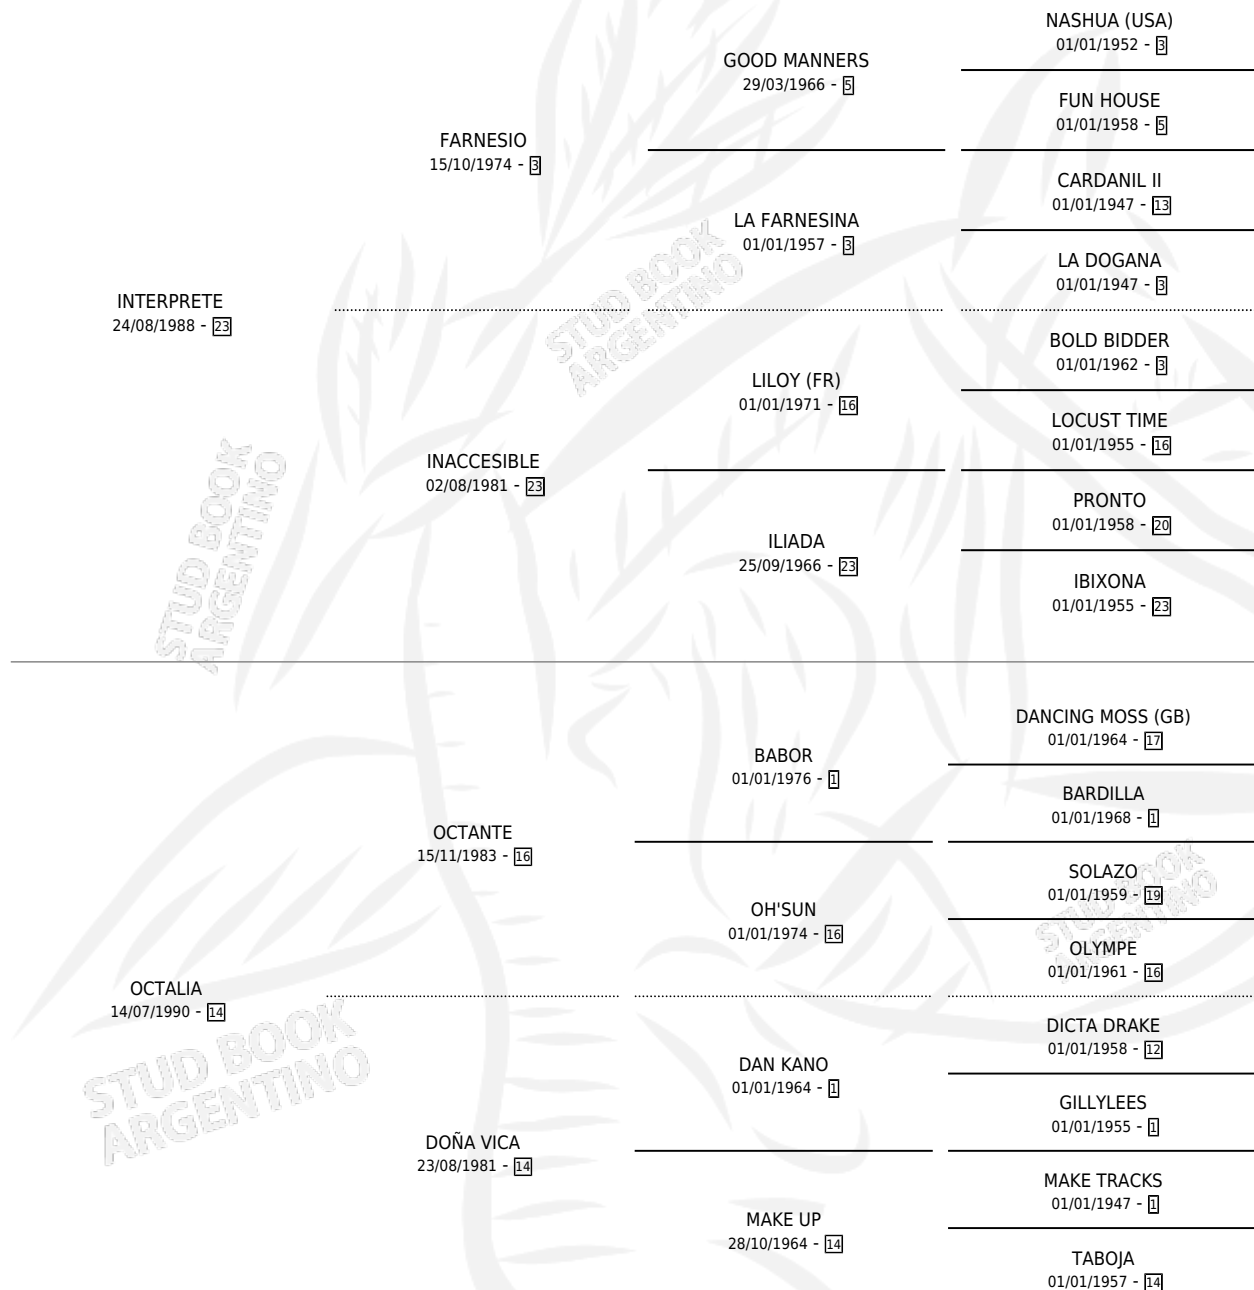 NASHUA (USA)
01/01/1952 - 3
GOOD MANNERS
29/03/1966 - 5
FUN HOUSE
01/01/1958 - 5
FARNESIO
15/10/1974 - 3
CARDANIL II
01/01/1947 - 13
LA FARNESINA
01/01/1957 - 3
LA DOGANA
01/01/1947 - 3
INTERPRETE
24/08/1988 - 23
BOLD BIDDER
01/01/1962 - 3
LILOY (FR)
01/01/1971 - 16
LOCUST TIME
01/01/1955 - 16
INACCESIBLE
02/08/1981 - 23
PRONTO
01/01/1958 - 20
ILIADA
25/09/1966 - 23
IBIXONA
01/01/1955 - 23
STUD BOOK
ARGENTINO
STUD BOOK
ARGENTINO
DANCING MOSS (GB)
01/01/1964 - 17
BABOR
01/01/1976 - 1
BARDILLA
01/01/1968 - 1
OCTANTE
15/11/1983 - 16
SOLAZO
01/01/1959 - 19
OH'SUN
01/01/1974 - 16
OLYMPE
01/01/1961 - 16
OCTALIA
14/07/1990 - 14
DICTA DRAKE
01/01/1958 - 12
DAN KANO
01/01/1964 - 1
GILLYLEES
01/01/1955 - 1
DOÑA VICA
23/08/1981 - 14
MAKE TRACKS
01/01/1947 - 1
MAKE UP
28/10/1964 - 14
TABOJA
01/01/1957 - 14
STUD BOOK
ARGENTINO
STUD BOOK
ARGENTINO